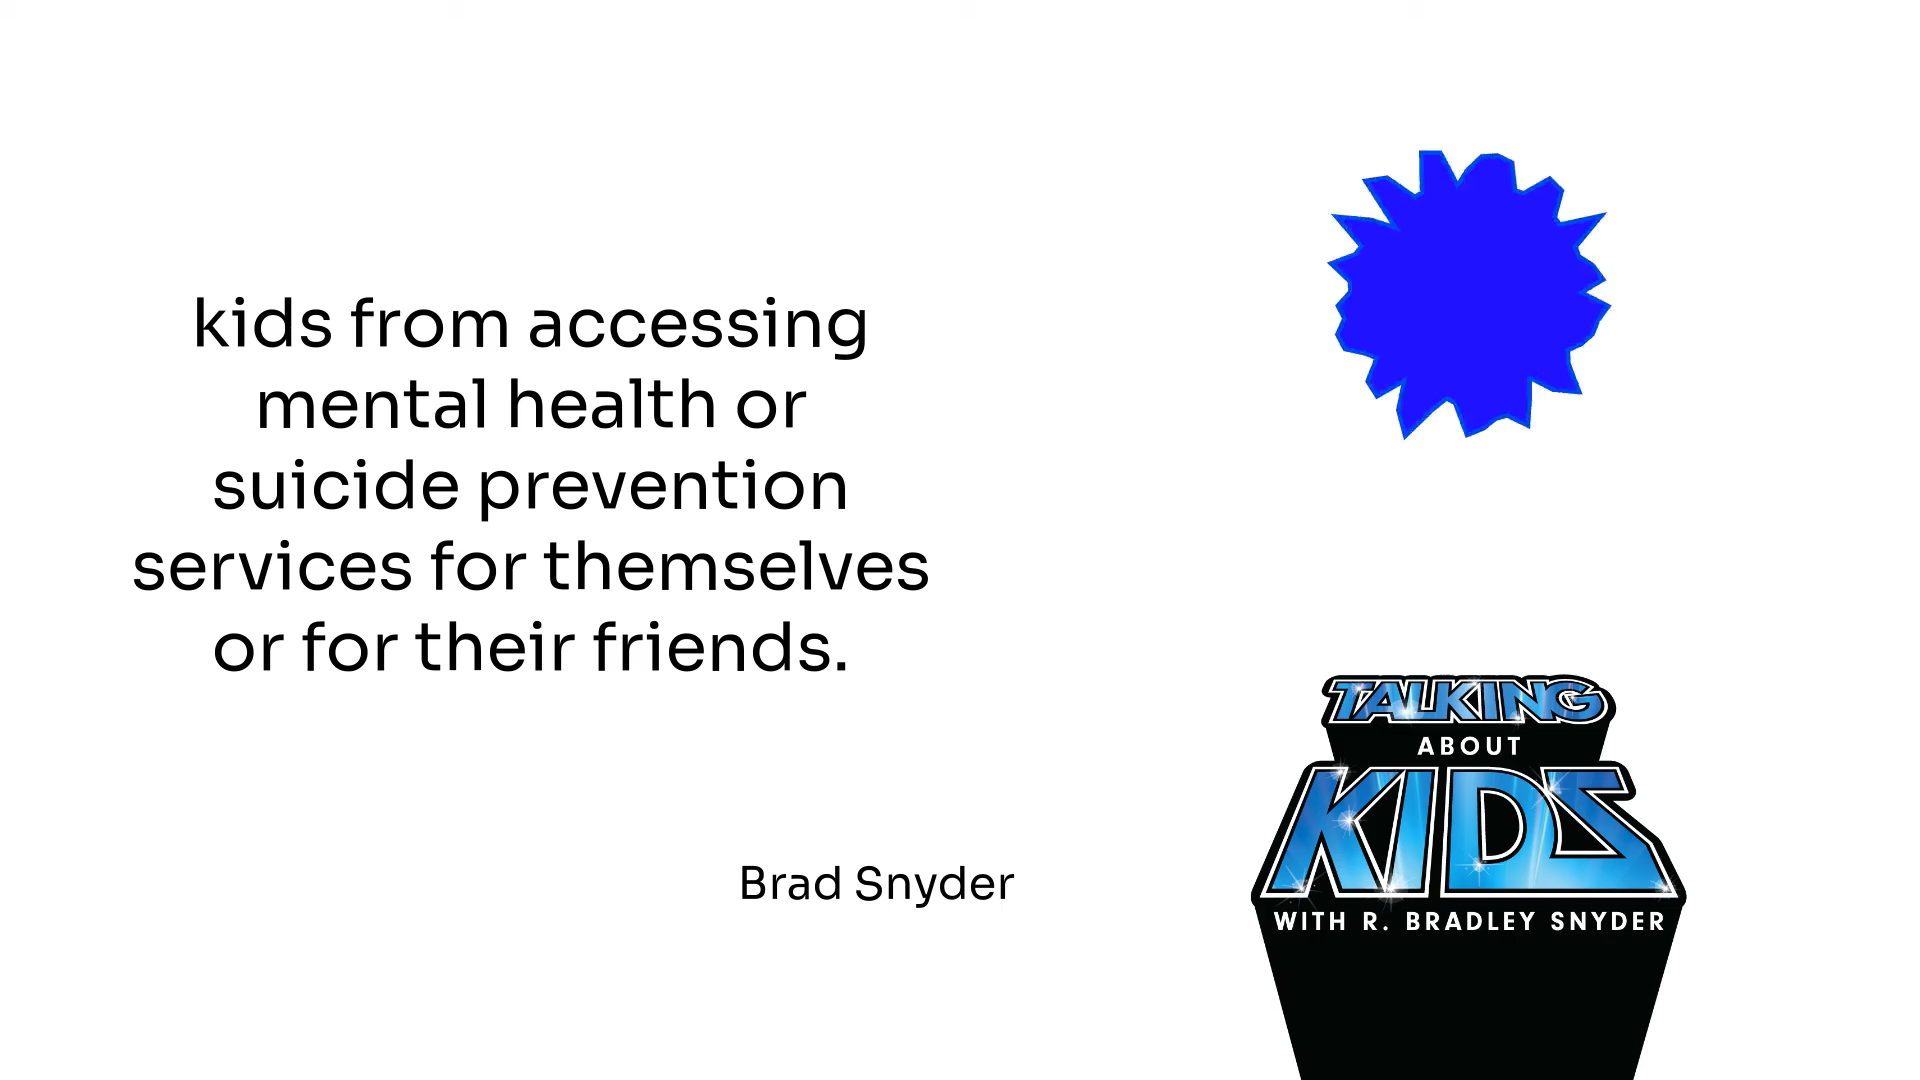 kids from accessing
mental health or
suicide prevention
services for themselves
or for their friends.
Brad Snyder
TALKING
ABOUT
KIDS
WITH R. BRADLEY SNYDER